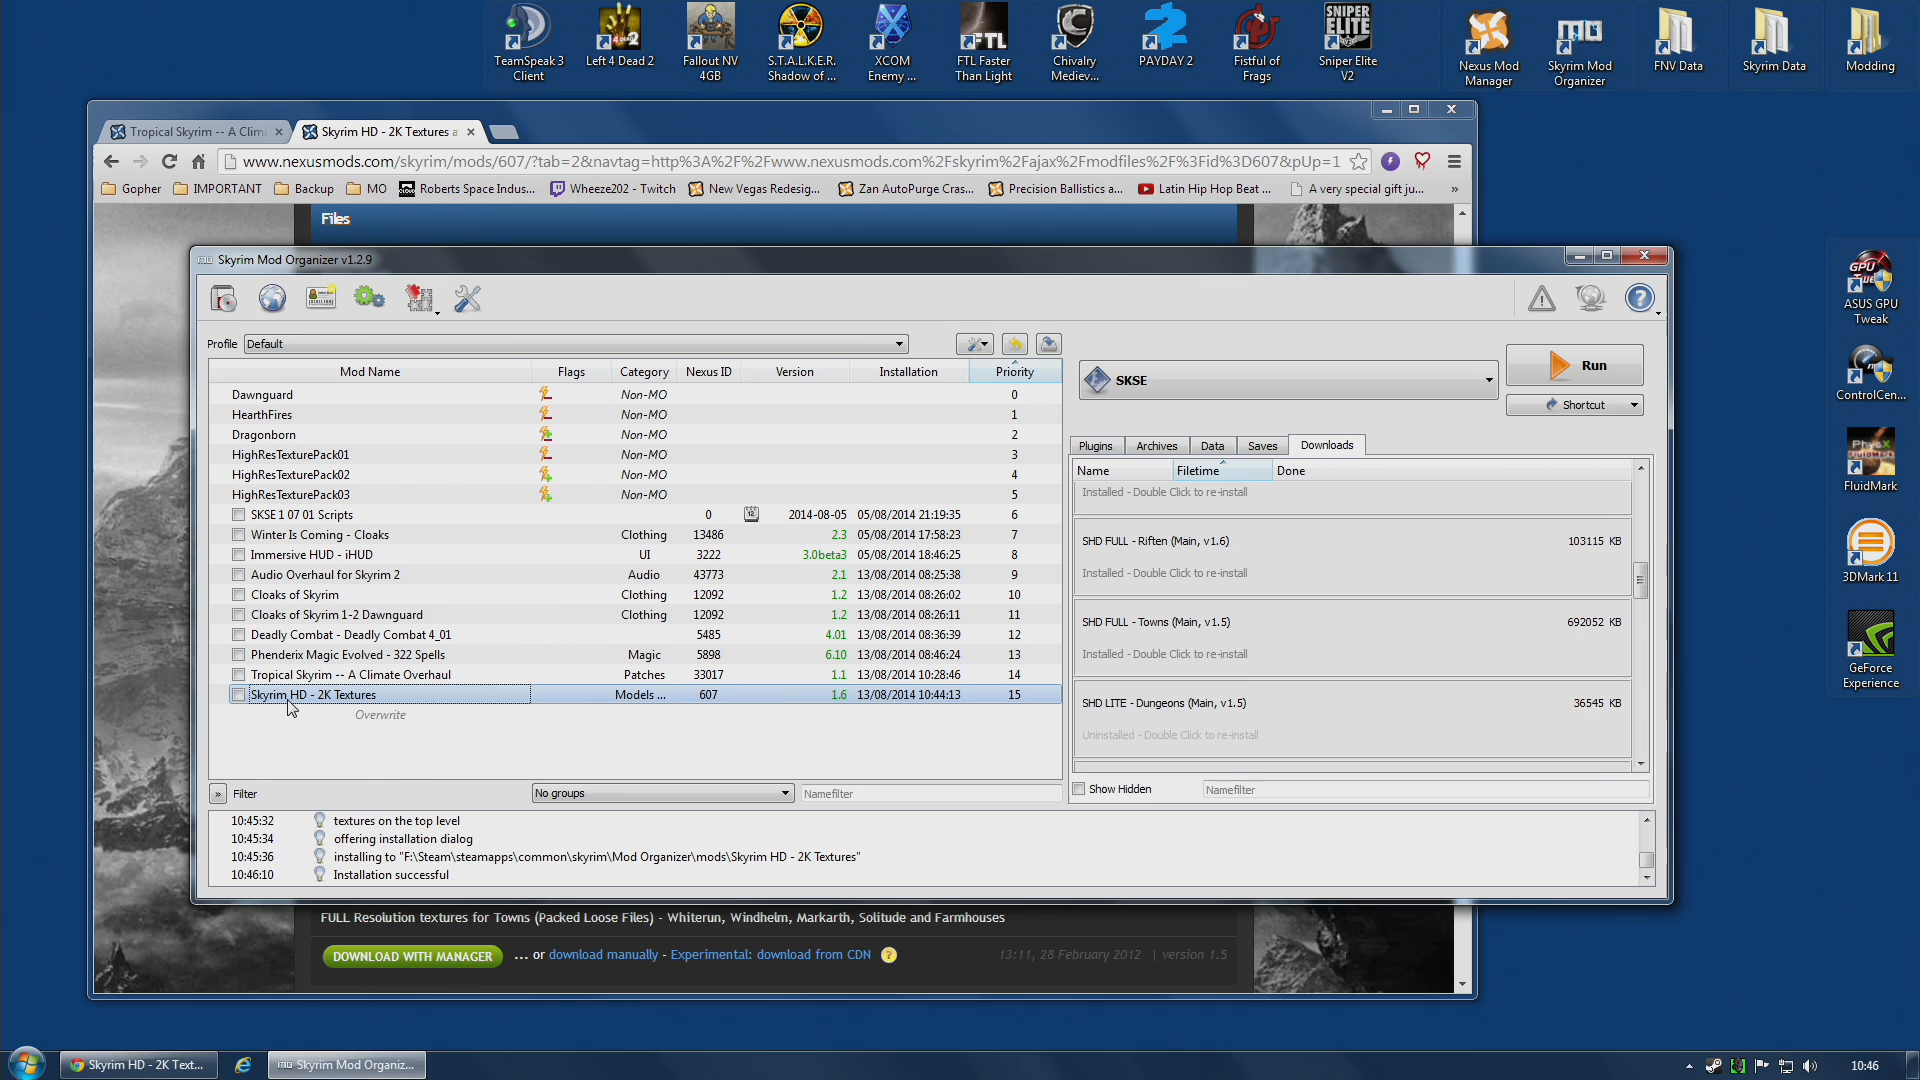 TeamSpeak 3
Client
Left 4 Dead 2
Fallout NV
4GB
S.T.A.L.K.E.R.
Shadow of ...
XCOM
Enemy ...
FTL
FTL Faster
Than Light
Chivalry
Mediev...
PAYDAY 2
Fistful of
Frags
SNIPER
ELITE
Sniper Elite
V2
Nexus Mod
Manager
Skyrim Mod
Organizer
FNV Data
Skyrim Data
Modding
Tropical Skyrim -- A Clim
Skyrim HD - 2K Textures a
www.nexusmods.com/skyrim/mods/607/?tab=2&navtag=http%3A%2F%2Fwww.nexusmods.com%2Fskyrim%2Fajax%2Fmodfiles%2F%3Fid%3D607&pUp=1
Gopher
IMPORTANT
Backup
MO
Roberts Space Indus...
Wheeze202 - Twitch
New Vegas Redesig...
Zan AutoPurge Cras...
Precision Ballistics a...
Latin Hip Hop Beat ...
A very special gift ju...
»
Files
Skyrim Mod Organizer v1.2.9
Profile Default
Mod Name Flags Category Nexus ID Version Installation Priority
Dawnguard Non-MO 0
HearthFires Non-MO 1
Dragonborn Non-MO 2
HighResTexturePack01 Non-MO 3
HighResTexturePack02 Non-MO 4
HighResTexturePack03 Non-MO 5
SKSE 1 07 01 Scripts 0 2014-08-05 05/08/2014 21:19:35 6
Winter Is Coming - Cloaks Clothing 13486 2.3 05/08/2014 17:58:23 7
Immersive HUD - iHUD UI 3222 3.0beta3 05/08/2014 18:46:25 8
Audio Overhaul for Skyrim 2 Audio 43773 2.1 13/08/2014 08:25:38 9
Cloaks of Skyrim Clothing 12092 1.2 13/08/2014 08:26:02 10
Cloaks of Skyrim 1-2 Dawnguard Clothing 12092 1.2 13/08/2014 08:26:11 11
Deadly Combat - Deadly Combat 4_01 5485 4.01 13/08/2014 08:36:39 12
Phenderix Magic Evolved - 322 Spells Magic 5898 6.10 13/08/2014 08:46:24 13
Tropical Skyrim -- A Climate Overhaul Patches 33017 1.1 13/08/2014 10:28:46 14
Skyrim HD - 2K Textures Models ... 607 1.6 13/08/2014 10:44:13 15
Overwrite
» Filter
No groups
Namefilter
SKSE
Run
Shortcut
Plugins Archives Data Saves Downloads
Name Filetime Done
Installed - Double Click to re-install
SHD FULL - Riften (Main, v1.6) 103115 KB
Installed - Double Click to re-install
SHD FULL - Towns (Main, v1.5) 692052 KB
Installed - Double Click to re-install
SHD LITE - Dungeons (Main, v1.5) 36545 KB
Uninstalled - Double Click to re-install
Show Hidden
Namefilter
10:45:32 textures on the top level
10:45:34 offering installation dialog
10:45:36 installing to "F:\Steam\steamapps\common\skyrim\Mod Organizer\mods\Skyrim HD - 2K Textures"
10:46:10 Installation successful
FULL Resolution textures for Towns (Packed Loose Files) - Whiterun, Windhelm, Markarth, Solitude and Farmhouses
DOWNLOAD WITH MANAGER ... or download manually - Experimental: download from CDN ? 13:11, 28 February 2012 | version 1.5
ASUS GPU
Tweak
ControlCen...
FluidMark
3DMark 11
GeForce
Experience
Skyrim HD - 2K Text...
Skyrim Mod Organiz...
10:46